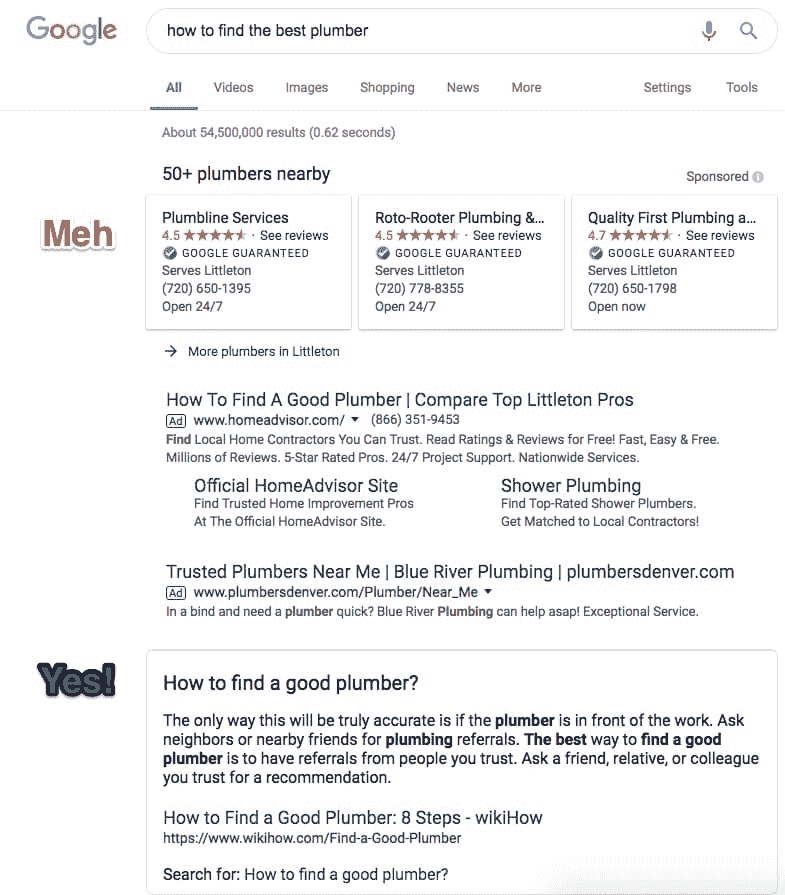 Google
how to find the best plumber
All Videos Images Shopping News More Settings Tools
About 54,500,000 results (0.62 seconds)
50+ plumbers nearby
Sponsored
Meh
Plumbline Services
4.5 · See reviews
GOOGLE GUARANTEED
Serves Littleton
(720) 650-1395
Open 24/7
Roto-Rooter Plumbing &...
4.5 · See reviews
GOOGLE GUARANTEED
Serves Littleton
(720) 778-8355
Open 24/7
Quality First Plumbing a...
4.7 · See reviews
GOOGLE GUARANTEED
Serves Littleton
(720) 650-1798
Open now
→ More plumbers in Littleton
How To Find A Good Plumber | Compare Top Littleton Pros
Ad www.homeadvisor.com/ (866) 351-9453
Find Local Home Contractors You Can Trust. Read Ratings & Reviews for Free! Fast, Easy & Free.
Millions of Reviews. 5-Star Rated Pros. 24/7 Project Support. Nationwide Services.
Official HomeAdvisor Site
Find Trusted Home Improvement Pros
At The Official HomeAdvisor Site.
Shower Plumbing
Find Top-Rated Shower Plumbers.
Get Matched to Local Contractors!
Trusted Plumbers Near Me | Blue River Plumbing | plumbersdenver.com
Ad www.plumbersdenver.com/Plumber/Near_Me
In a bind and need a plumber quick? Blue River Plumbing can help asap! Exceptional Service.
Yes!
How to find a good plumber?
The only way this will be truly accurate is if the plumber is in front of the work. Ask
neighbors or nearby friends for plumbing referrals. The best way to find a good
plumber is to have referrals from people you trust. Ask a friend, relative, or colleague
you trust for a recommendation.
How to Find a Good Plumber: 8 Steps - wikiHow
https://www.wikihow.com/Find-a-Good-Plumber
Search for: How to find a good plumber?